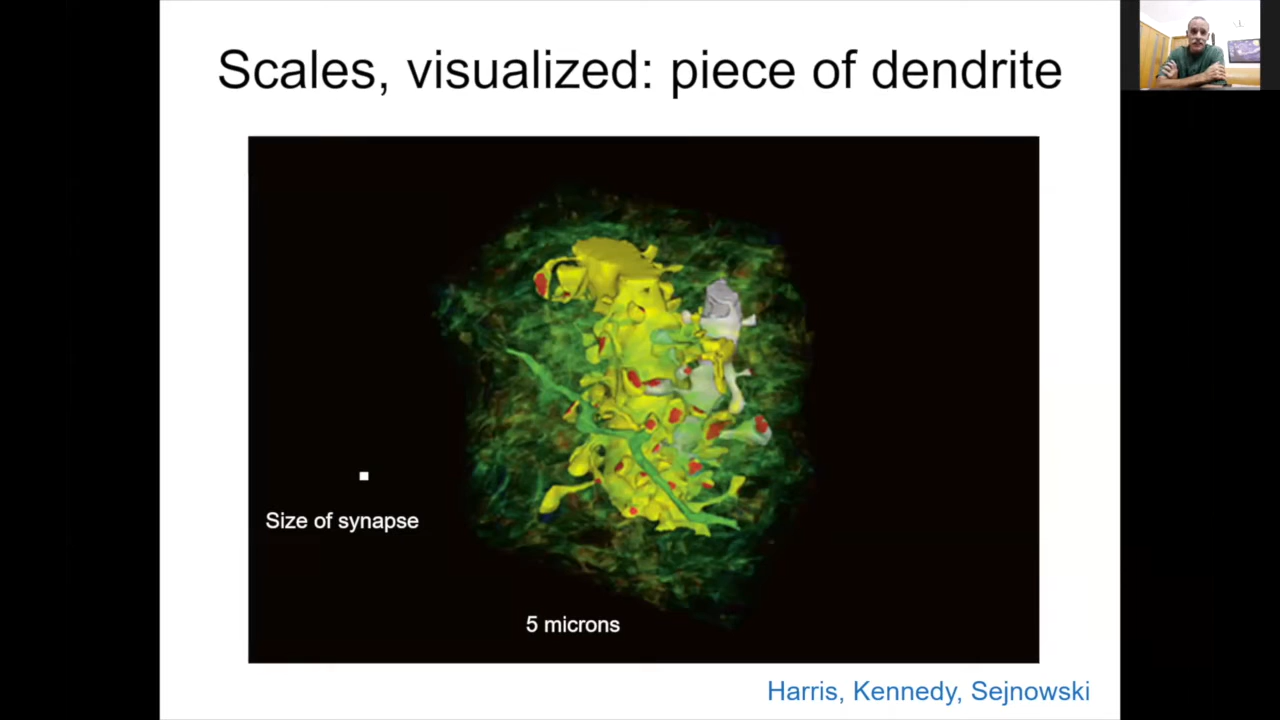 Scales, visualized: piece of dendrite
Size of synapse
5 microns
Harris, Kennedy, Sejnowski